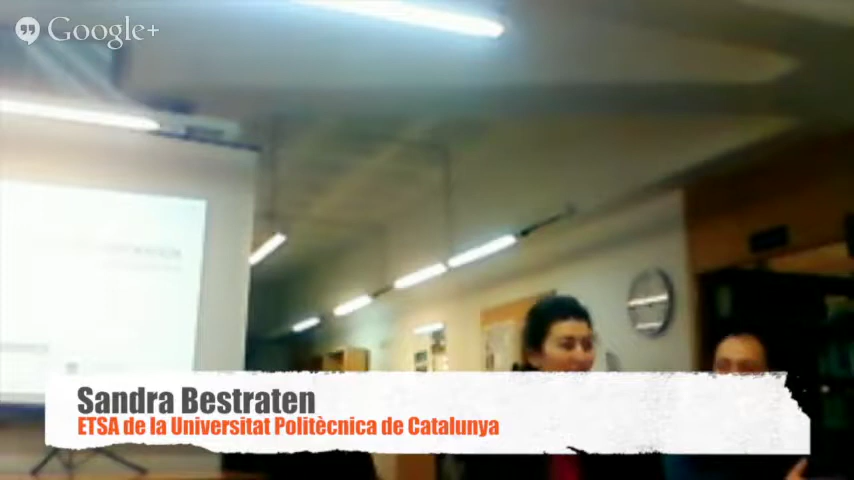 Google+
Sandra Bestraten
ETSA de la Universitat Politècnica de Catalunya